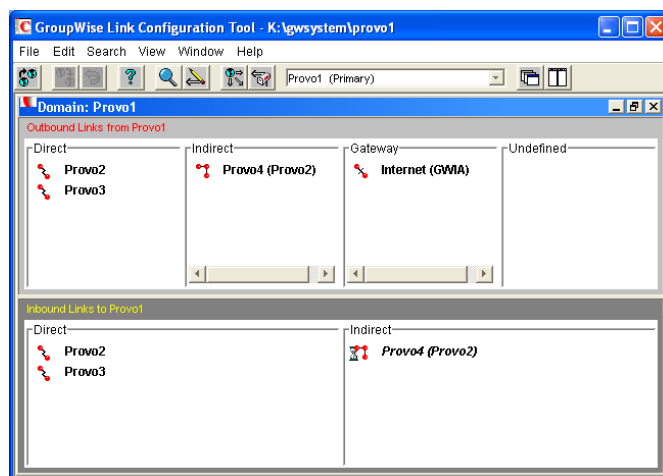 GroupWise Link Configuration Tool - K:\gwsystem\provo1
File Edit Search View Window Help
Provo1 (Primary)
Domain: Provo1
Outbound Links from Provo1
Direct Indirect Gateway Undefined
Provo2 Provo4 (Provo2) Internet (GWIA)
Provo3
Inbound Links to Provo1
Direct Indirect
Provo2 Provo4 (Provo2)
Provo3